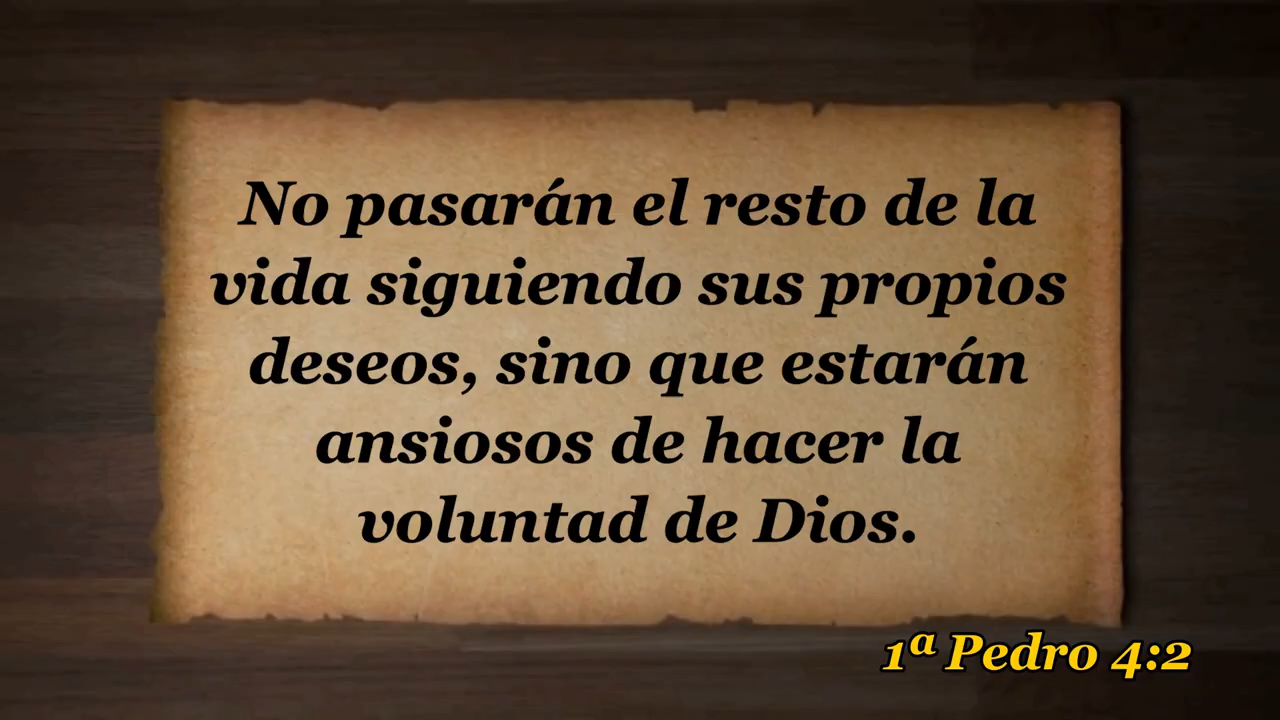 No pasarán el resto de la
vida siguiendo sus propios
deseos, sino que estarán
ansiosos de hacer la
voluntad de Dios.
1ª Pedro 4:2